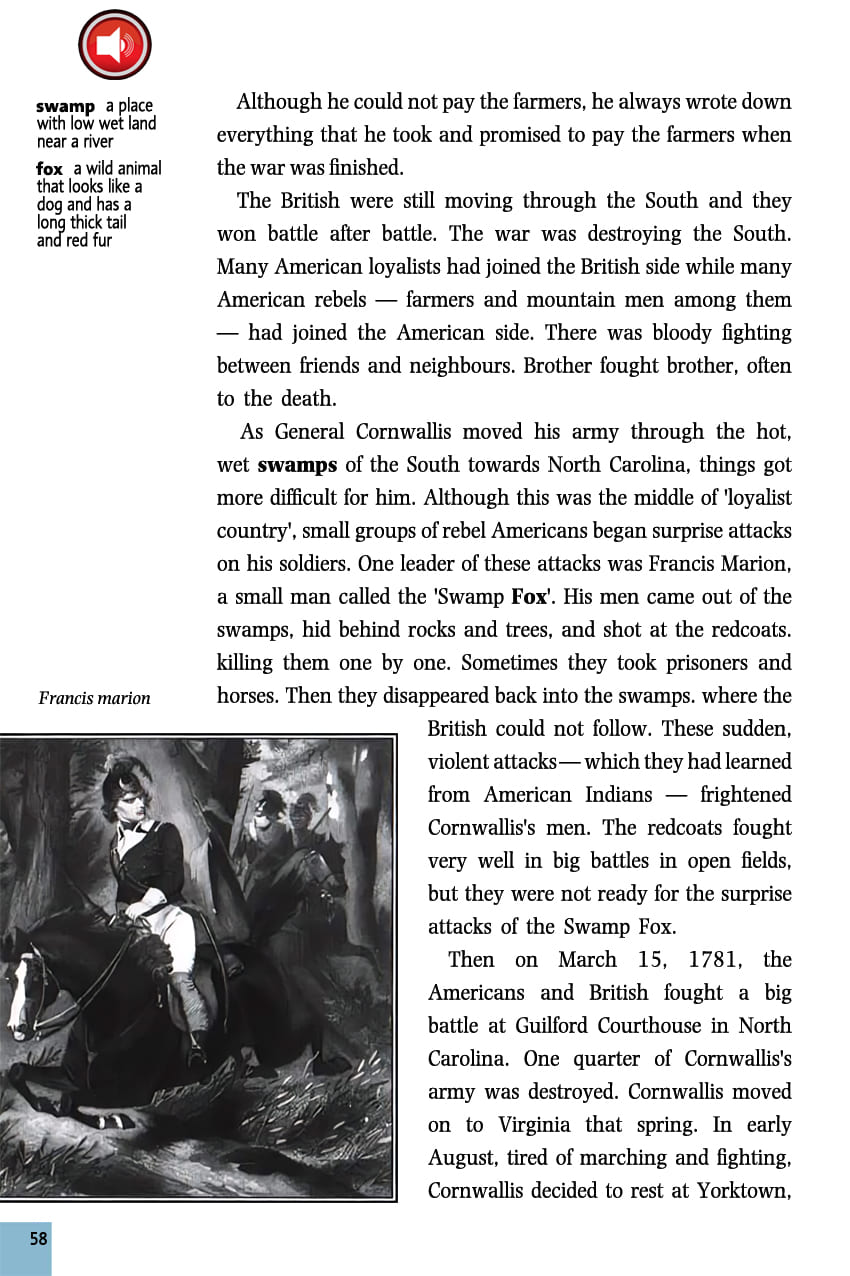 swamp a place
with low wet land
near a river
fox a wild animal
that looks like a
dog and has a
long thick tail
and red fur
Although he could not pay the farmers, he always wrote down
everything that he took and promised to pay the farmers when
the war was finished.
The British were still moving through the South and they
won battle after battle. The war was destroying the South.
Many American loyalists had joined the British side while many
American rebels — farmers and mountain men among them
— had joined the American side. There was bloody fighting
between friends and neighbours. Brother fought brother, often
to the death.
As General Cornwallis moved his army through the hot,
wet swamps of the South towards North Carolina, things got
more difficult for him. Although this was the middle of 'loyalist
country', small groups of rebel Americans began surprise attacks
on his soldiers. One leader of these attacks was Francis Marion,
a small man called the 'Swamp Fox'. His men came out of the
swamps, hid behind rocks and trees, and shot at the redcoats.
killing them one by one. Sometimes they took prisoners and
horses. Then they disappeared back into the swamps. where the
British could not follow. These sudden,
violent attacks— which they had learned
from American Indians — frightened
Cornwallis's men. The redcoats fought
very well in big battles in open fields,
but they were not ready for the surprise
attacks of the Swamp Fox.
Then on March 15, 1781, the
Americans and British fought a big
battle at Guilford Courthouse in North
Carolina. One quarter of Cornwallis's
army was destroyed. Cornwallis moved
on to Virginia that spring. In early
August, tired of marching and fighting,
Cornwallis decided to rest at Yorktown,
Francis marion
58